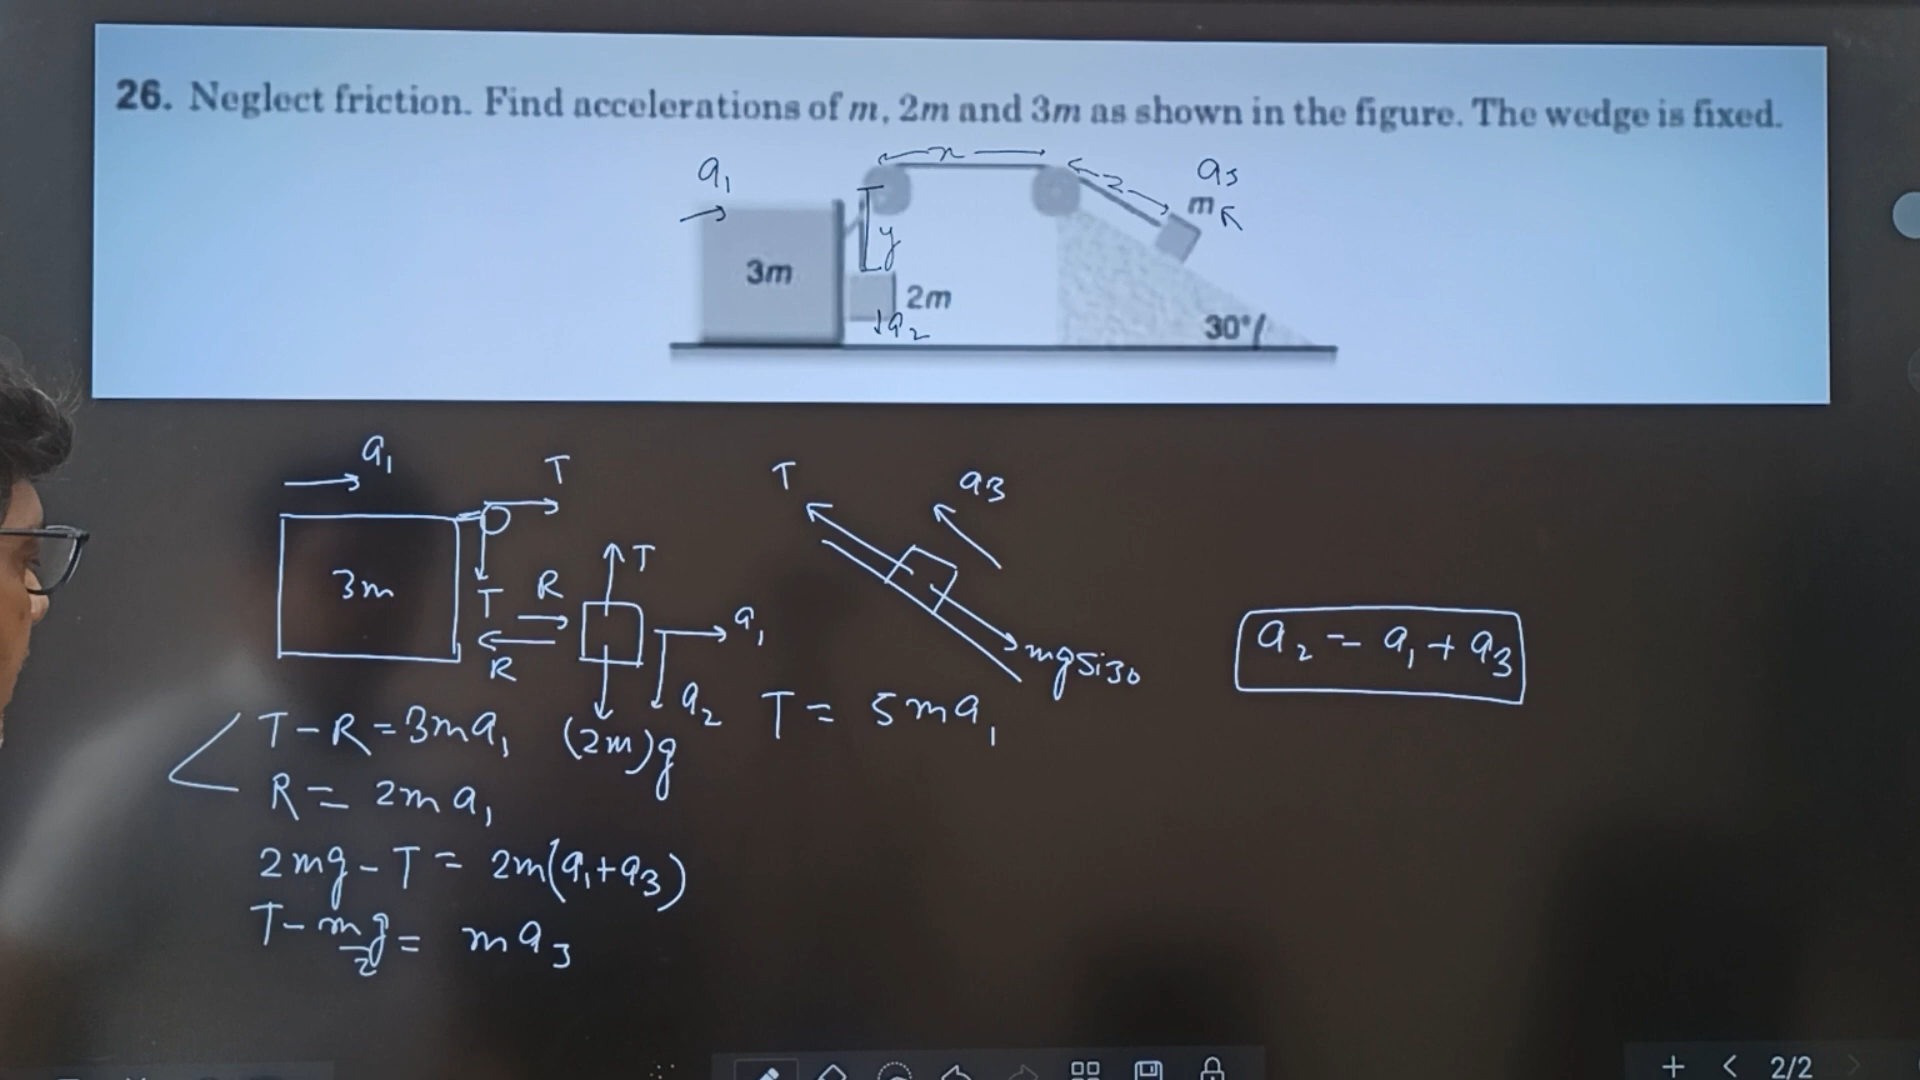 26. Neglect friction. Find accelerations of m, 2m and 3m as shown in the figure. The wedge is fixed.
a₁
x
z
a₃
m
y
3m
2m
a₂
30°
a₁
T
T
a₃
T
3m
T
R
R
a₁
a₂
(2m)g
mgsi30
a₂ = a₁ + a₃
T = 5ma₁
T-R=3ma₁
R= 2ma₁
2mg-T= 2m(a₁+a₃)
T-mg/2= ma₃
+ < 2/2 >